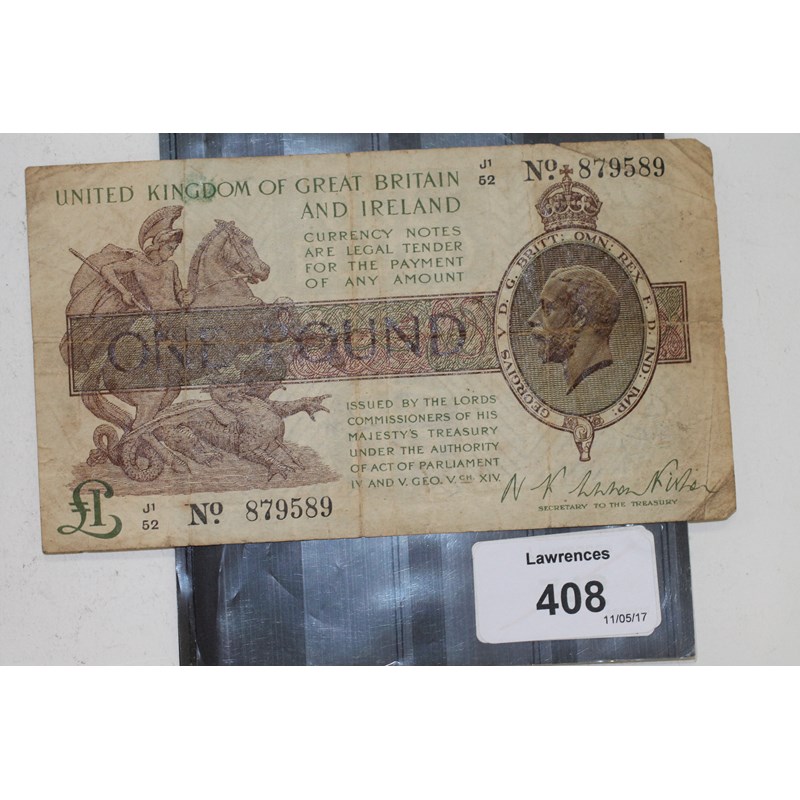 J1
52
Nº 879589
UNITED KINGDOM OF GREAT BRITAIN
AND IRELAND
CURRENCY NOTES
ARE LEGAL TENDER
FOR THE PAYMENT
OF ANY AMOUNT
GEORGIVS V D. G. BRITT: OMN: REX F. D. IND: IMP:
ONE POUND
ISSUED BY THE LORDS
COMMISSIONERS OF HIS
MAJESTY'S TREASURY
UNDER THE AUTHORITY
OF ACT OF PARLIAMENT
IV AND V. GEO. V. CH. XIV.
SECRETARY TO THE TREASURY
£1
J1
52
Nº 879589
Lawrences
408
11/05/17